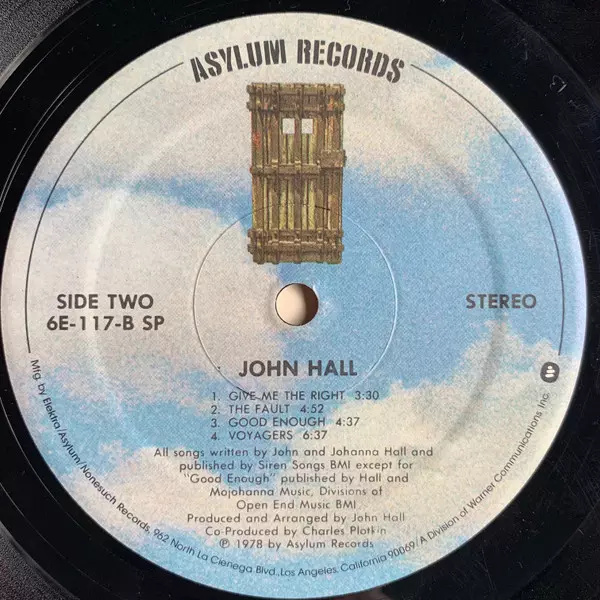 ASYLUM RECORDS
SIDE TWO
6E-117-B SP
STEREO
JOHN HALL
1. GIVE ME THE RIGHT 3:30
2. THE FAULT 4:52
3. GOOD ENOUGH 4:37
4. VOYAGERS 6:37
All songs written by John and Johanna Hall and
published by Siren Songs BMI except for
"Good Enough" published by Hall and
Mojohanna Music, Divisions of
Open End Music BMI
Produced and Arranged by John Hall
Co-Produced by Charles Plotkin
℗ 1978 by Asylum Records
Mfg. by Elektra/Asylum/Nonesuch Records, 962 North La Cienega Blvd., Los Angeles, California 90069/A Division of Warner Communications Inc.